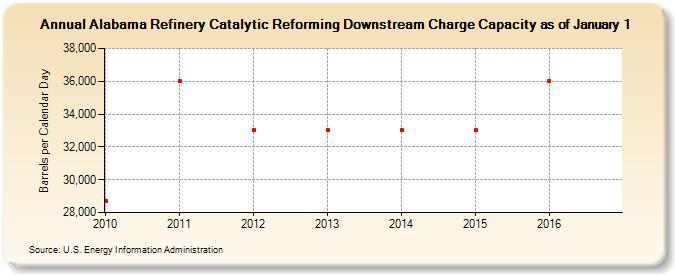 Annual Alabama Refinery Catalytic Reforming Downstream Charge Capacity as of January 1
Barrels per Calendar Day
38,000
36,000
34,000
32,000
30,000
28,000
2010 2011 2012 2013 2014 2015 2016
Source: U.S. Energy Information Administration